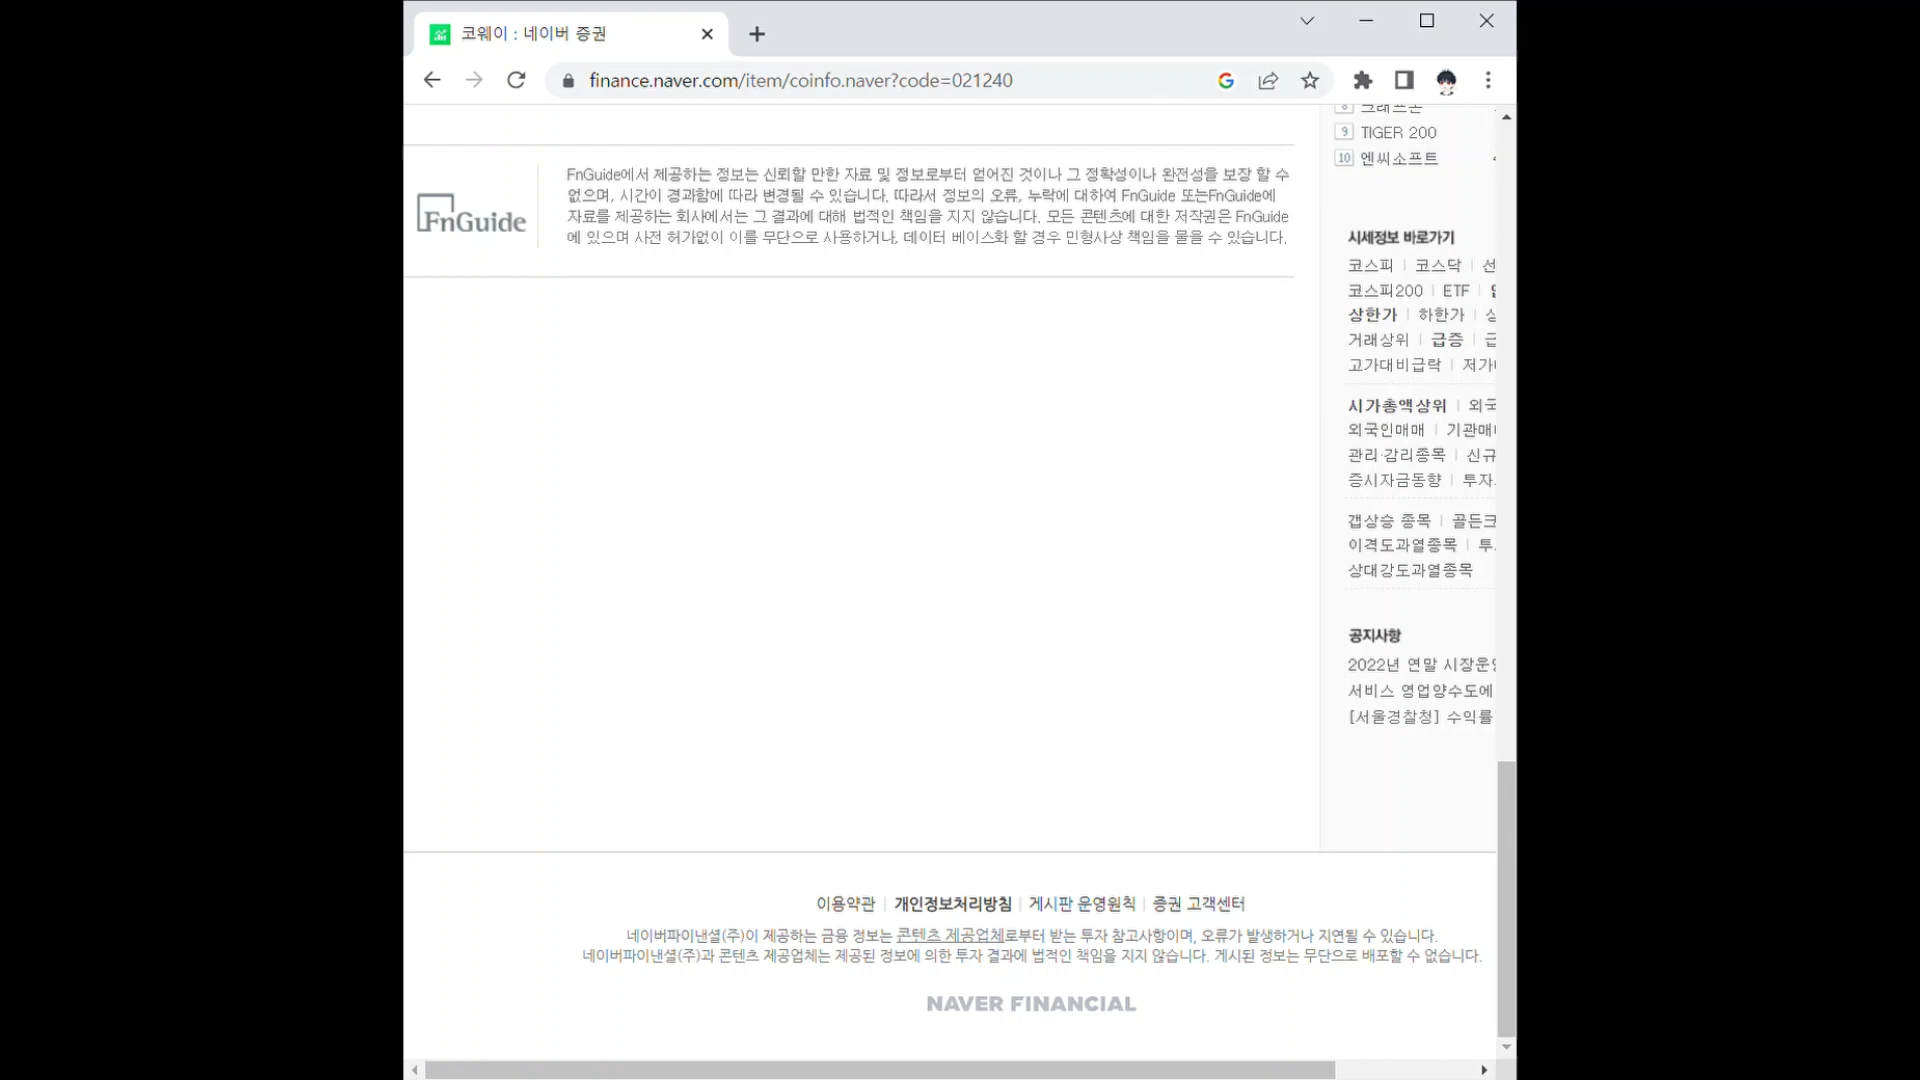 코웨이 : 네이버 증권
finance.naver.com/item/coinfo.naver?code=021240
9 TIGER 200
10 엔씨소프트
FnGuide
FnGuide에서 제공하는 정보는 신뢰할 만한 자료 및 정보로부터 얻어진 것이나 그 정확성이나 완전성을 보장 할 수
없으며, 시간이 경과함에 따라 변경될 수 있습니다. 따라서 정보의 오류, 누락에 대하여 FnGuide 또는FnGuide에
자료를 제공하는 회사에서는 그 결과에 대해 법적인 책임을 지지 않습니다. 모든 콘텐츠에 대한 저작권은 FnGuide
에 있으며 사전 허가없이 이를 무단으로 사용하거나, 데이터 베이스화 할 경우 민형사상 책임을 물을 수 있습니다.
시세정보 바로가기
코스피 | 코스닥 | 선
코스피200 | ETF |
상한가 | 하한가 |
거래상위 | 급증 |
고가대비급락 | 저가
시가총액상위 | 외국
외국인매매 | 기관매
관리·감리종목 | 신규
증시자금동향 | 투자
갭상승 종목 | 골든크
이격도과열종목 | 투
상대강도과열종목
공지사항
2022년 연말 시장운영
서비스 영업양수도에
[서울경찰청] 수익률
이용약관 | 개인정보처리방침 | 게시판 운영원칙 | 증권 고객센터
네이버파이낸셜(주)이 제공하는 금융 정보는 콘텐츠 제공업체로부터 받는 투자 참고사항이며, 오류가 발생하거나 지연될 수 있습니다.
네이버파이낸셜(주)과 콘텐츠 제공업체는 제공된 정보에 의한 투자 결과에 법적인 책임을 지지 않습니다. 게시된 정보는 무단으로 배포할 수 없습니다.
NAVER FINANCIAL